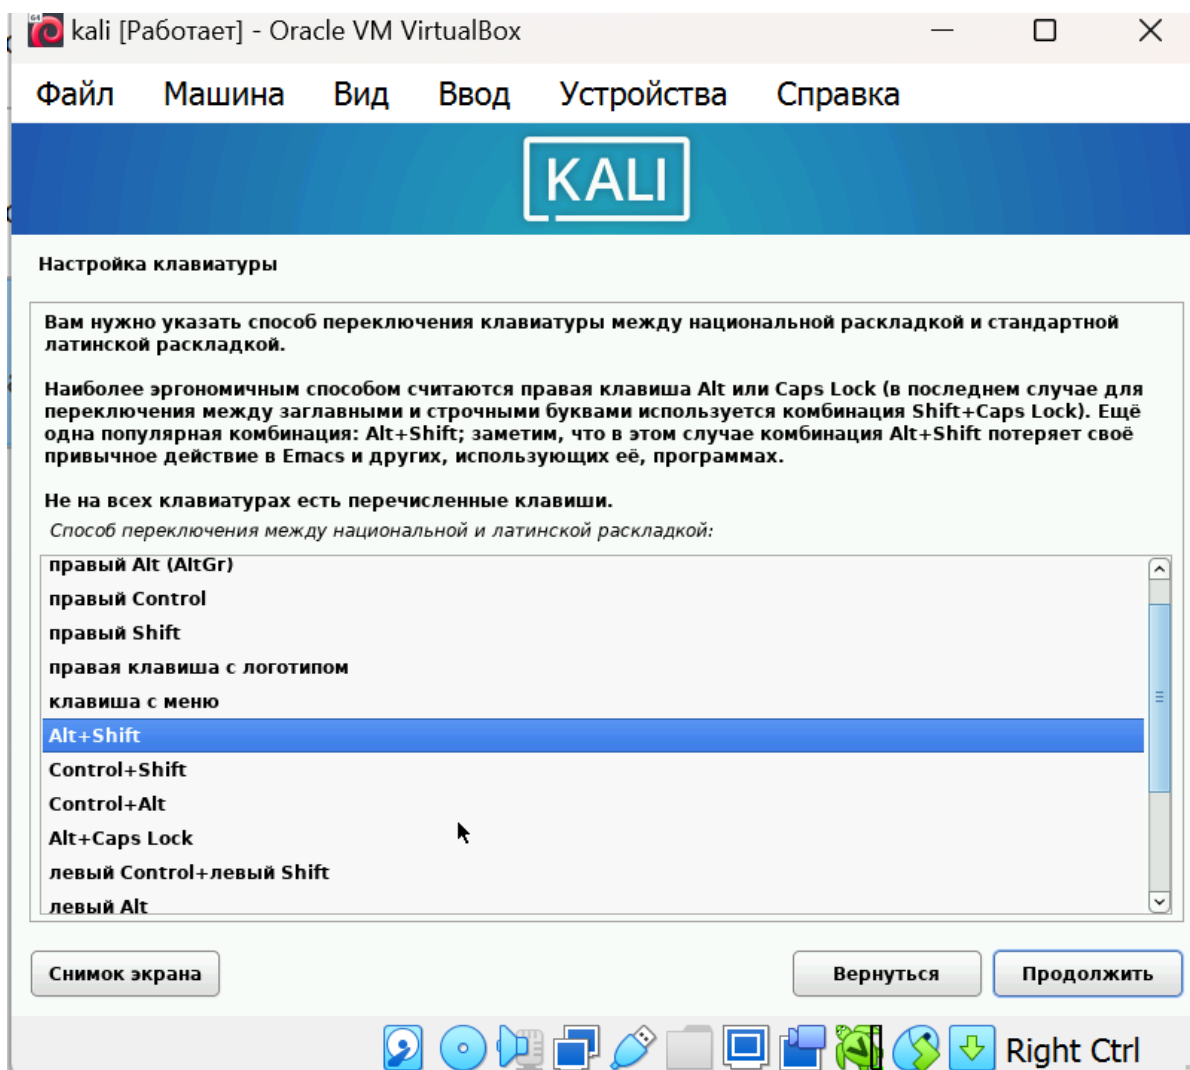 64
kali [Работает] - Oracle VM VirtualBox
Файл Машина Вид Ввод Устройства Справка
KALI
Настройка клавиатуры
Вам нужно указать способ переключения клавиатуры между национальной раскладкой и стандартной
латинской раскладкой.
Наиболее эргономичным способом считаются правая клавиша Alt или Caps Lock (в последнем случае для
переключения между заглавными и строчными буквами используется комбинация Shift+Caps Lock). Ещё
одна популярная комбинация: Alt+Shift; заметим, что в этом случае комбинация Alt+Shift потеряет своё
привычное действие в Emacs и других, использующих её, программах.
Не на всех клавиатурах есть перечисленные клавиши.
Способ переключения между национальной и латинской раскладкой:
правый Alt (AltGr)
правый Control
правый Shift
правая клавиша с логотипом
клавиша с меню
Alt+Shift
Control+Shift
Control+Alt
Alt+Caps Lock
левый Control+левый Shift
левый Alt
Снимок экрана Вернуться Продолжить
Right Ctrl